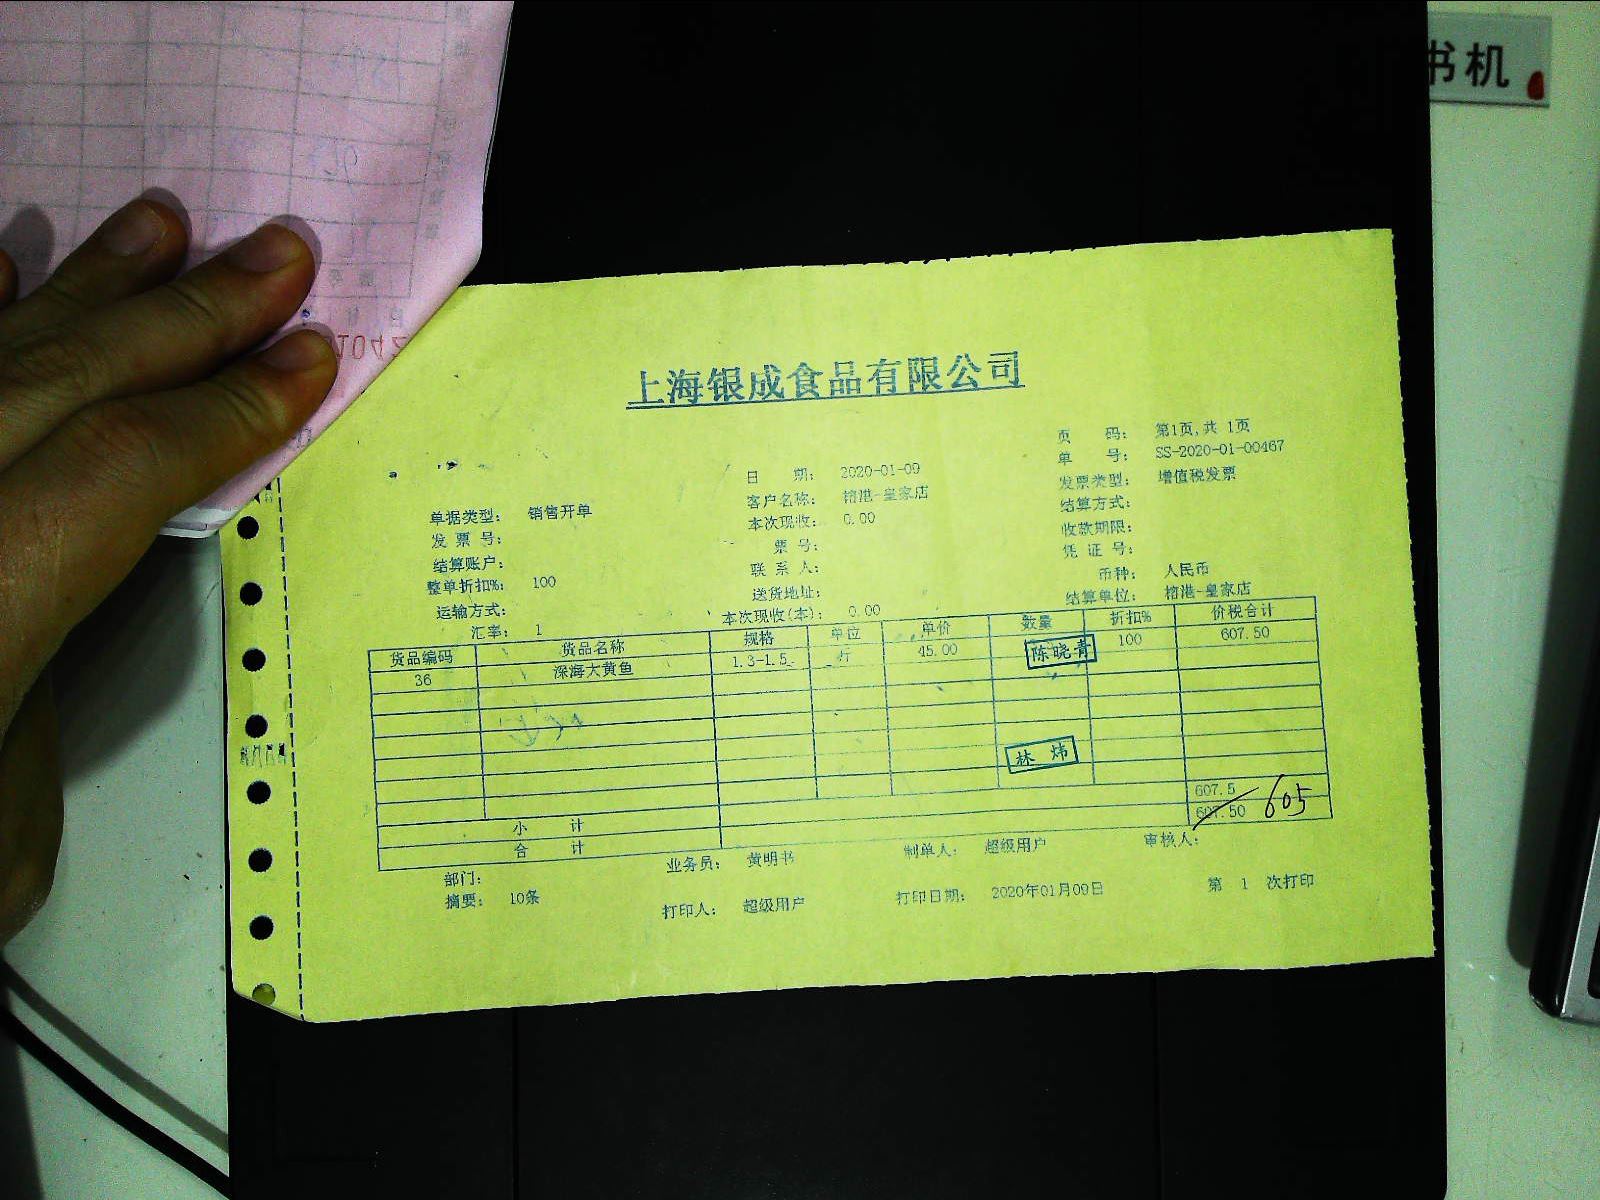 书机
1042
上海银成食品有限公司
页 码： 第1页,共 1页
单 号： SS-2020-01-00467
日 期： 2020-01-09
发票类型： 增值税发票
客户名称： 榕港-皇家店
结算方式：
单据类型： 销售开单
本次现收： 0.00
收款期限：
发 票 号：
票 号：
凭 证 号：
结算账户：
联 系 人：
币种： 人民币
整单折扣%： 100
送货地址：
结算单位： 榕港-皇家店
运输方式：
本次现收(本)： 0.00
汇率： 1
货品编码 货品名称 规格 单位 单价 数量 折扣% 价税合计
36 深海大黄鱼 1.3-1.5 45.00 陈晓青 100 607.50
林 炜
小 计 607.5
合 计 607.50 605
部门： 业务员： 黄明书 制单人： 超级用户 审核人：
摘要： 10条 打印人： 超级用户 打印日期： 2020年01月09日 第 1 次打印